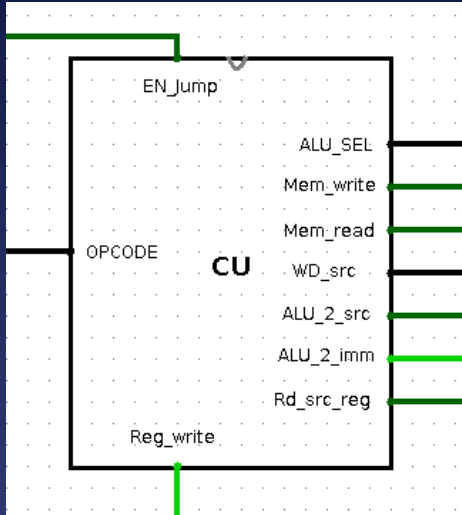 EN_Jump
ALU_SEL
Mem_write
Mem_read
OPCODE
CU
WD_src
ALU_2_src
ALU_2_imm
Rd_src_reg
Reg_write